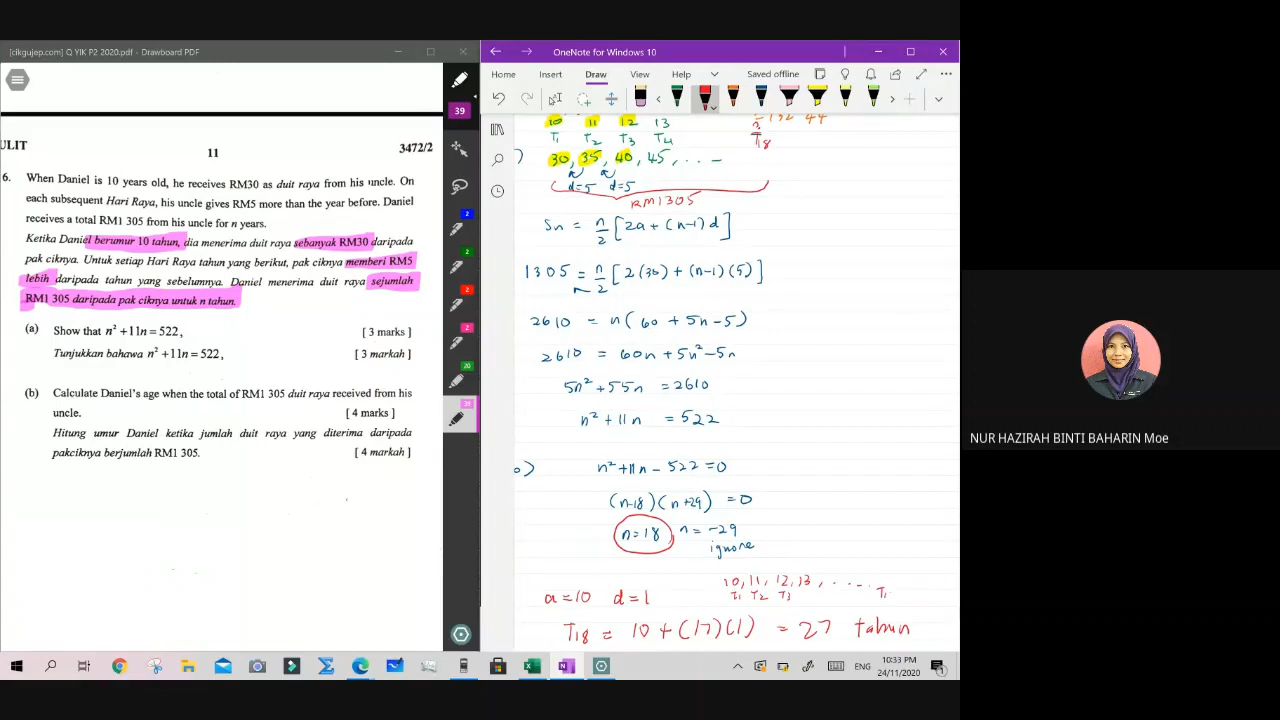 [cikgujep.com] Q YIK P2 2020.pdf - Drawboard PDF
OneNote for Windows 10
Home Insert Draw View Help Saved offline
39
ULIT 11 3472/2
6. When Daniel is 10 years old, he receives RM30 as duit raya from his uncle. On
each subsequent Hari Raya, his uncle gives RM5 more than the year before. Daniel
receives a total RM1 305 from his uncle for n years.
Ketika Daniel berumur 10 tahun, dia menerima duit raya sebanyak RM30 daripada
pak ciknya. Untuk setiap Hari Raya tahun yang berikut, pak ciknya memberi RM5
lebih daripada tahun yang sebelumnya. Daniel menerima duit raya sejumlah
RM1 305 daripada pak ciknya untuk n tahun.
(a) Show that n² + 11n = 522, [ 3 marks ]
Tunjukkan bahawa n² + 11n = 522, [ 3 markah ]
(b) Calculate Daniel's age when the total of RM1 305 duit raya received from his
uncle. [ 4 marks ]
Hitung umur Daniel ketika jumlah duit raya yang diterima daripada
pakciknya berjumlah RM1 305. [ 4 markah ]
2
2
2
2
20
39
10 11 12 13
T1 T2 T3 T4 T18
) 30, 35, 40, 45, . . . –
d=5 d=5
RM1305
Sn = n/2 [2a + (n-1) d]
1305 = n/2 [2(30) + (n-1)(5)]
2610 = n(60 + 5n - 5)
2610 = 60n + 5n² - 5n
5n² + 55n = 2610
n² + 11n = 522
) n² + 11n - 522 = 0
(n-18)(n+29) = 0
n = 18, n = -29
ignore
10, 11, 12, 13, . . . .
T1 T2 T3 T1
a = 10 d = 1
T18 = 10 + (17)(1) = 27 tahun
NUR HAZIRAH BINTI BAHARIN Moe
ENG
10:33 PM
24/11/2020
1